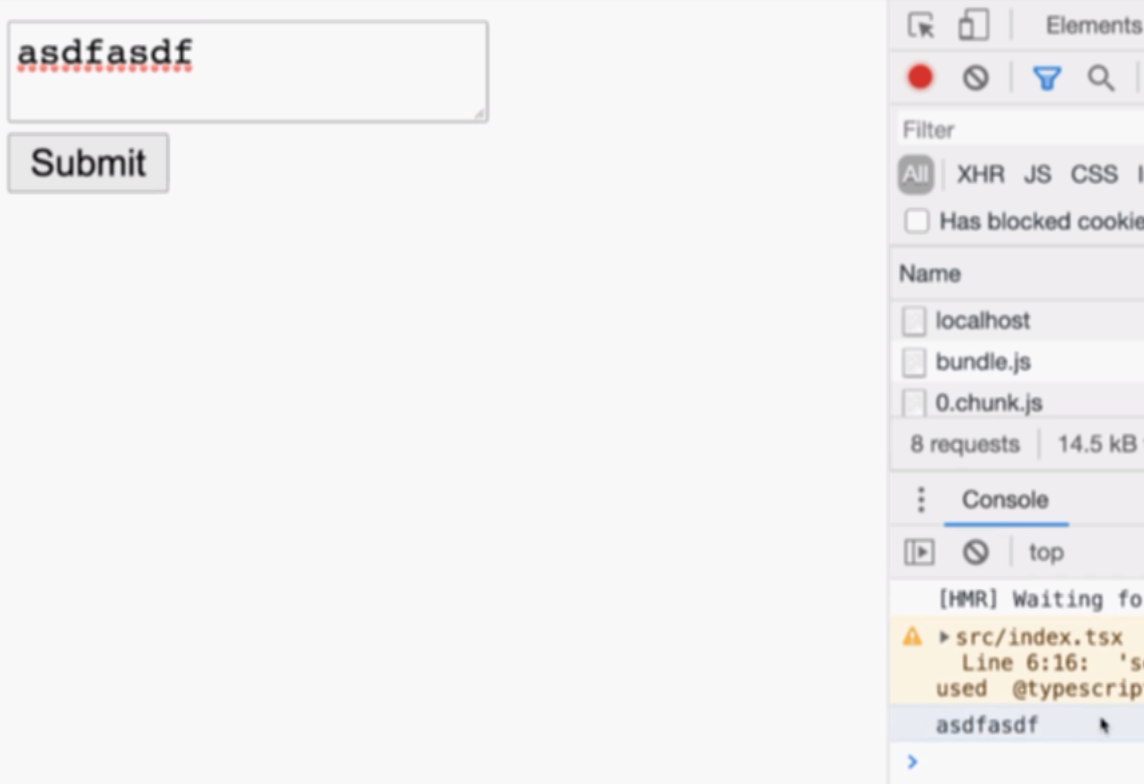 asdfasdf
Submit
Elements
Filter
All XHR JS CSS
Has blocked cookie
Name
localhost
bundle.js
0.chunk.js
8 requests 14.5 kB
Console
top
[HMR] Waiting fo
src/index.tsx
Line 6:16: 's
used @typescrip
asdfasdf